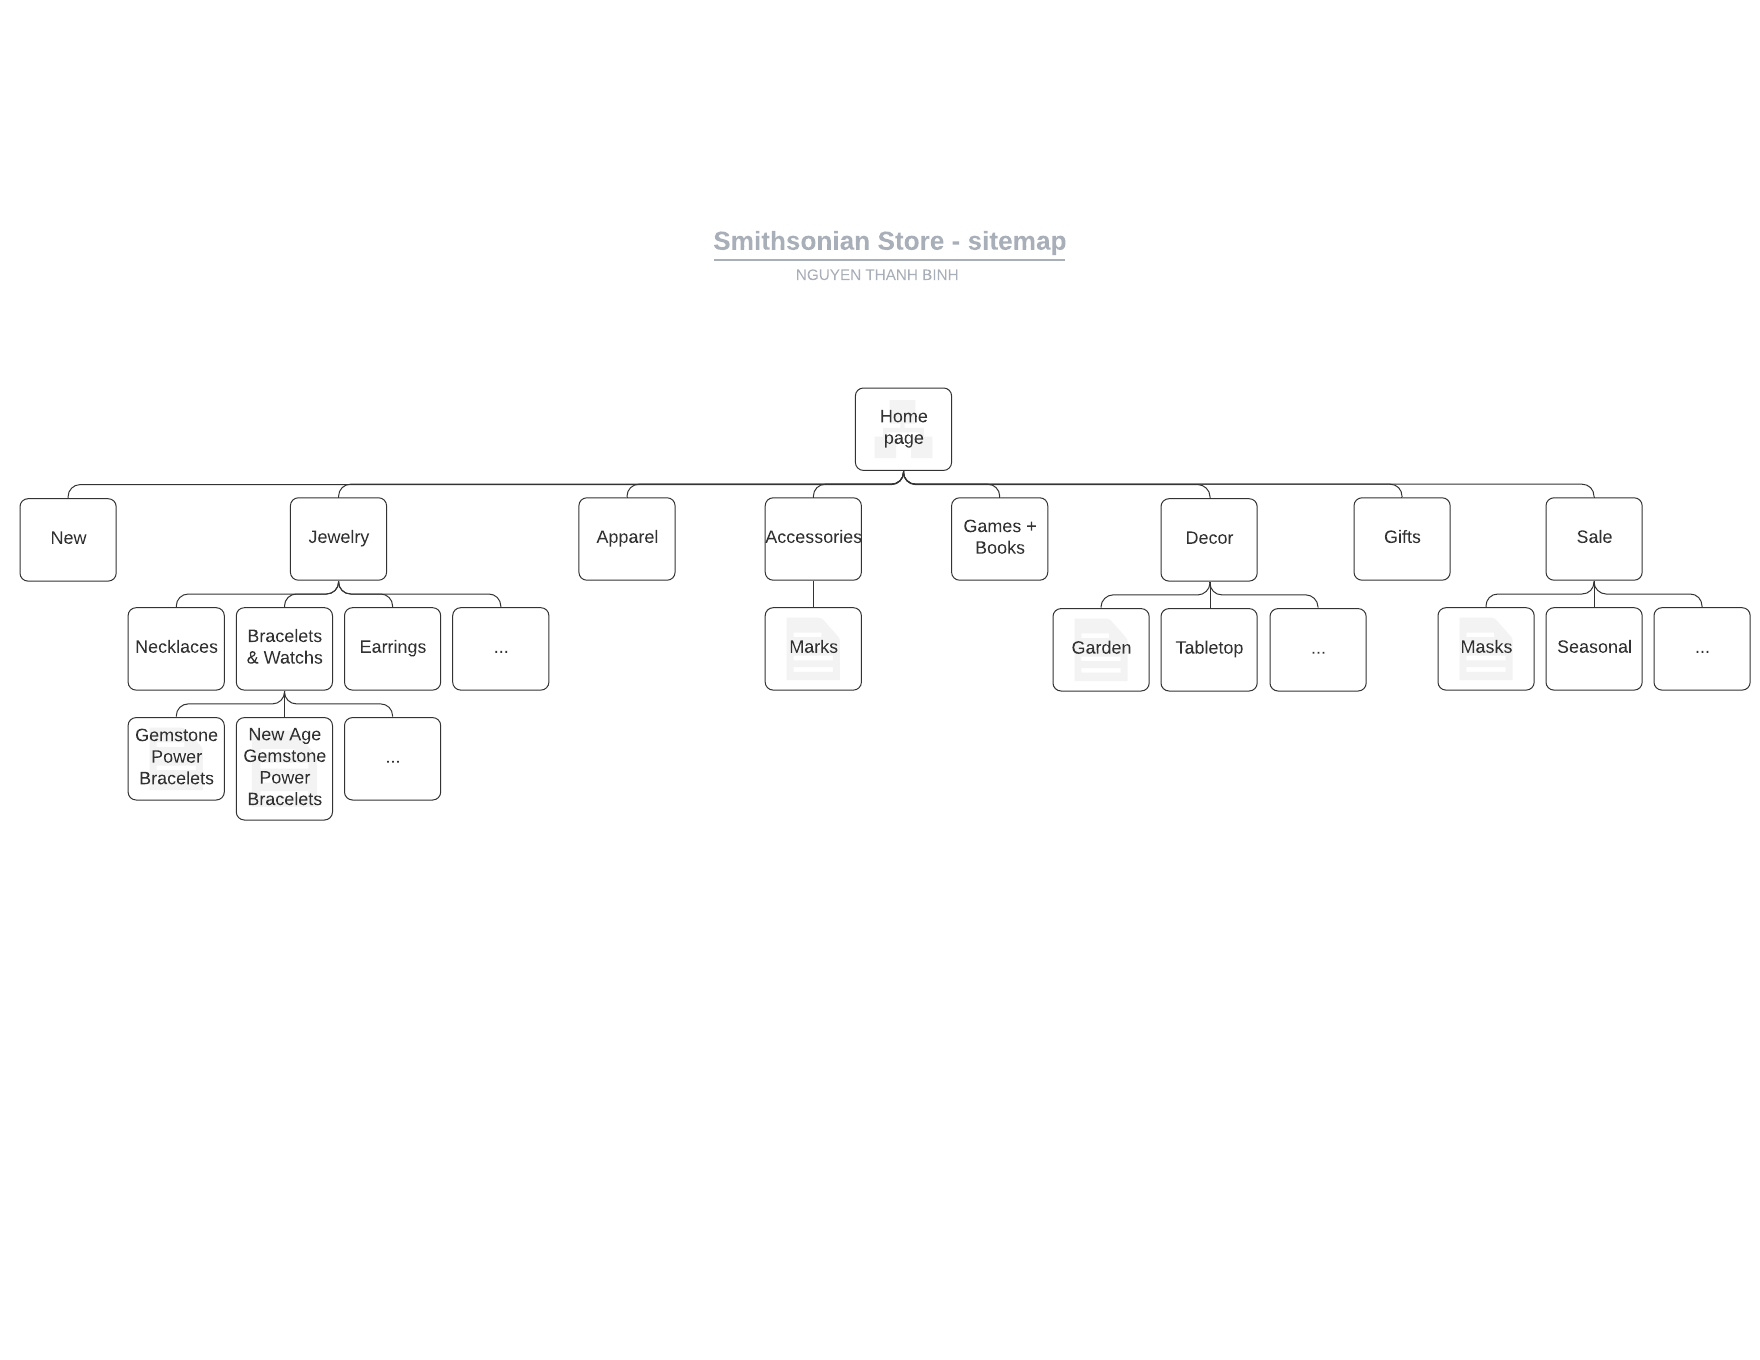 Smithsonian Store - sitemap
NGUYEN THANH BINH
Home
page
New
Jewelry
Apparel
Accessories
Games +
Books
Decor
Gifts
Sale
Necklaces
Bracelets
& Watchs
Earrings
...
Marks
Garden
Tabletop
...
Masks
Seasonal
...
Gemstone
Power
Bracelets
New Age
Gemstone
Power
Bracelets
...